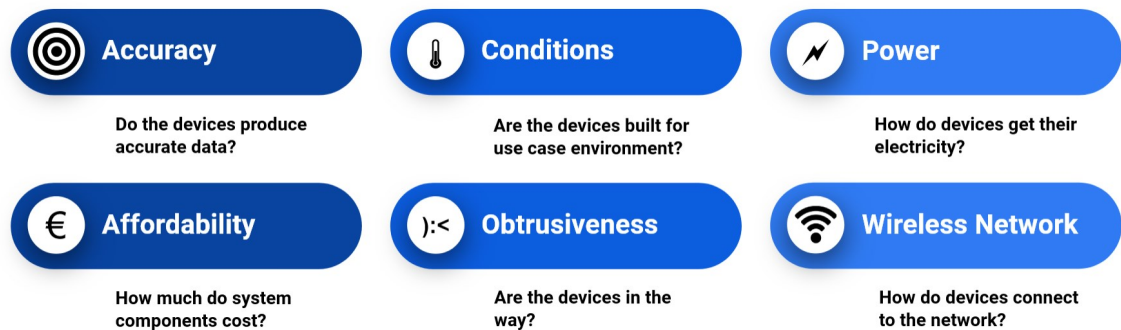 Accuracy
Conditions
Power
Do the devices produce
accurate data?
Are the devices built for
use case environment?
How do devices get their
electricity?
€
Affordability
):<
Obtrusiveness
Wireless Network
How much do system
components cost?
Are the devices in the
way?
How do devices connect
to the network?